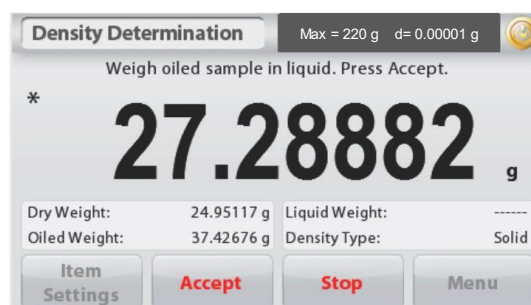 Density Determination Max = 220 g d= 0.00001 g
Weigh oiled sample in liquid. Press Accept.
*
27.28882 g
Dry Weight: 24.95117 g Liquid Weight: ------
Oiled Weight: 37.42676 g Density Type: Solid
Item Settings Accept Stop Menu